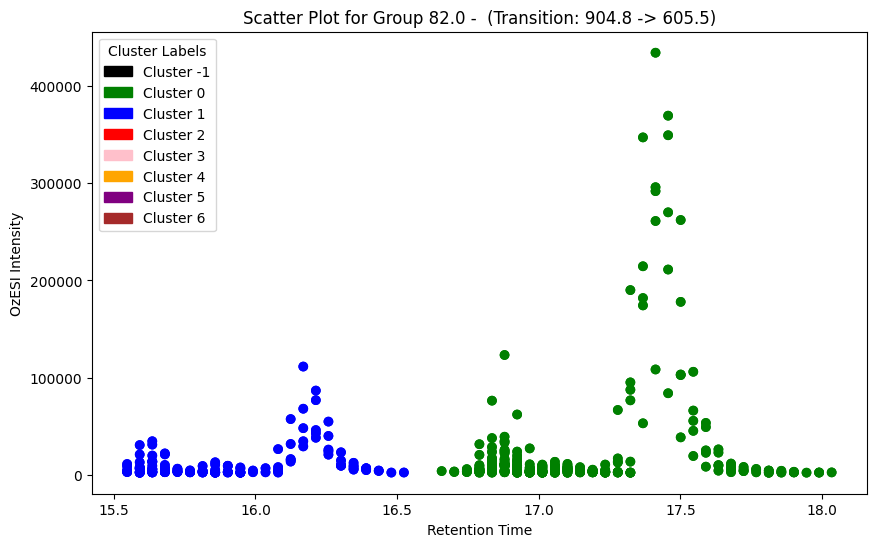 Scatter Plot for Group 82.0 -  (Transition: 904.8 -> 605.5)
Cluster Labels
Cluster -1
Cluster 0
Cluster 1
Cluster 2
Cluster 3
Cluster 4
Cluster 5
Cluster 6
OzESI Intensity
400000
300000
200000
100000
0
15.5 16.0 16.5 17.0 17.5 18.0
Retention Time